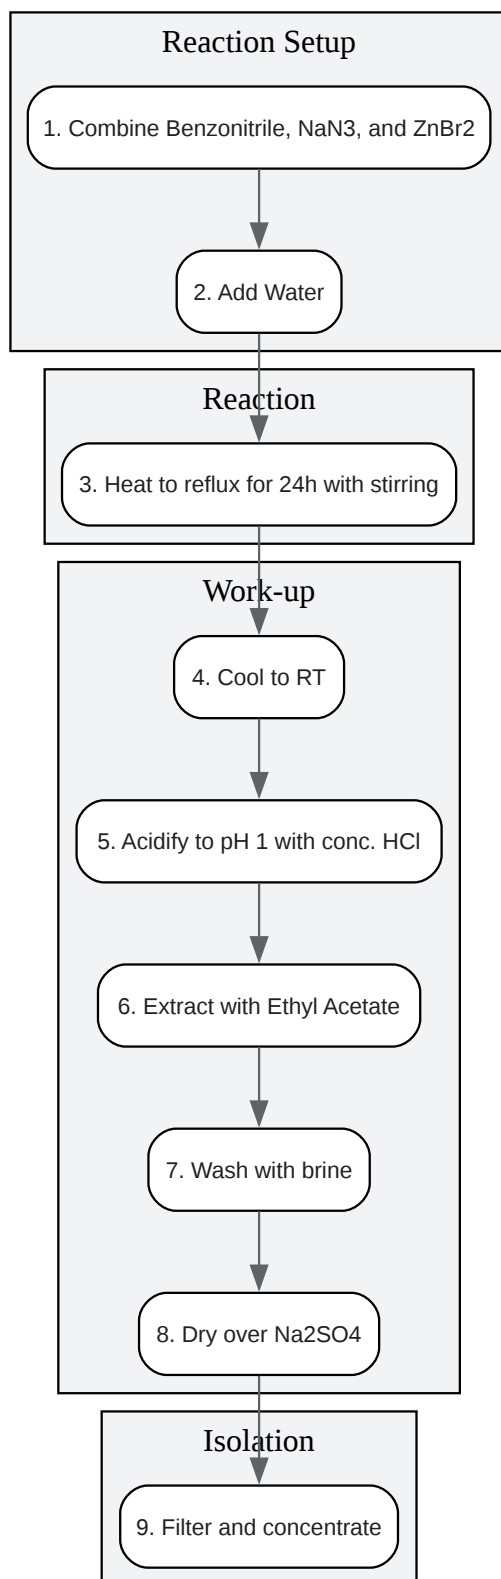 Reaction Setup
1. Combine Benzonitrile, NaN3, and ZnBr2
2. Add Water
Reaction
3. Heat to reflux for 24h with stirring
Work-up
4. Cool to RT
5. Acidify to pH 1 with conc. HCl
6. Extract with Ethyl Acetate
7. Wash with brine
8. Dry over Na2SO4
Isolation
9. Filter and concentrate